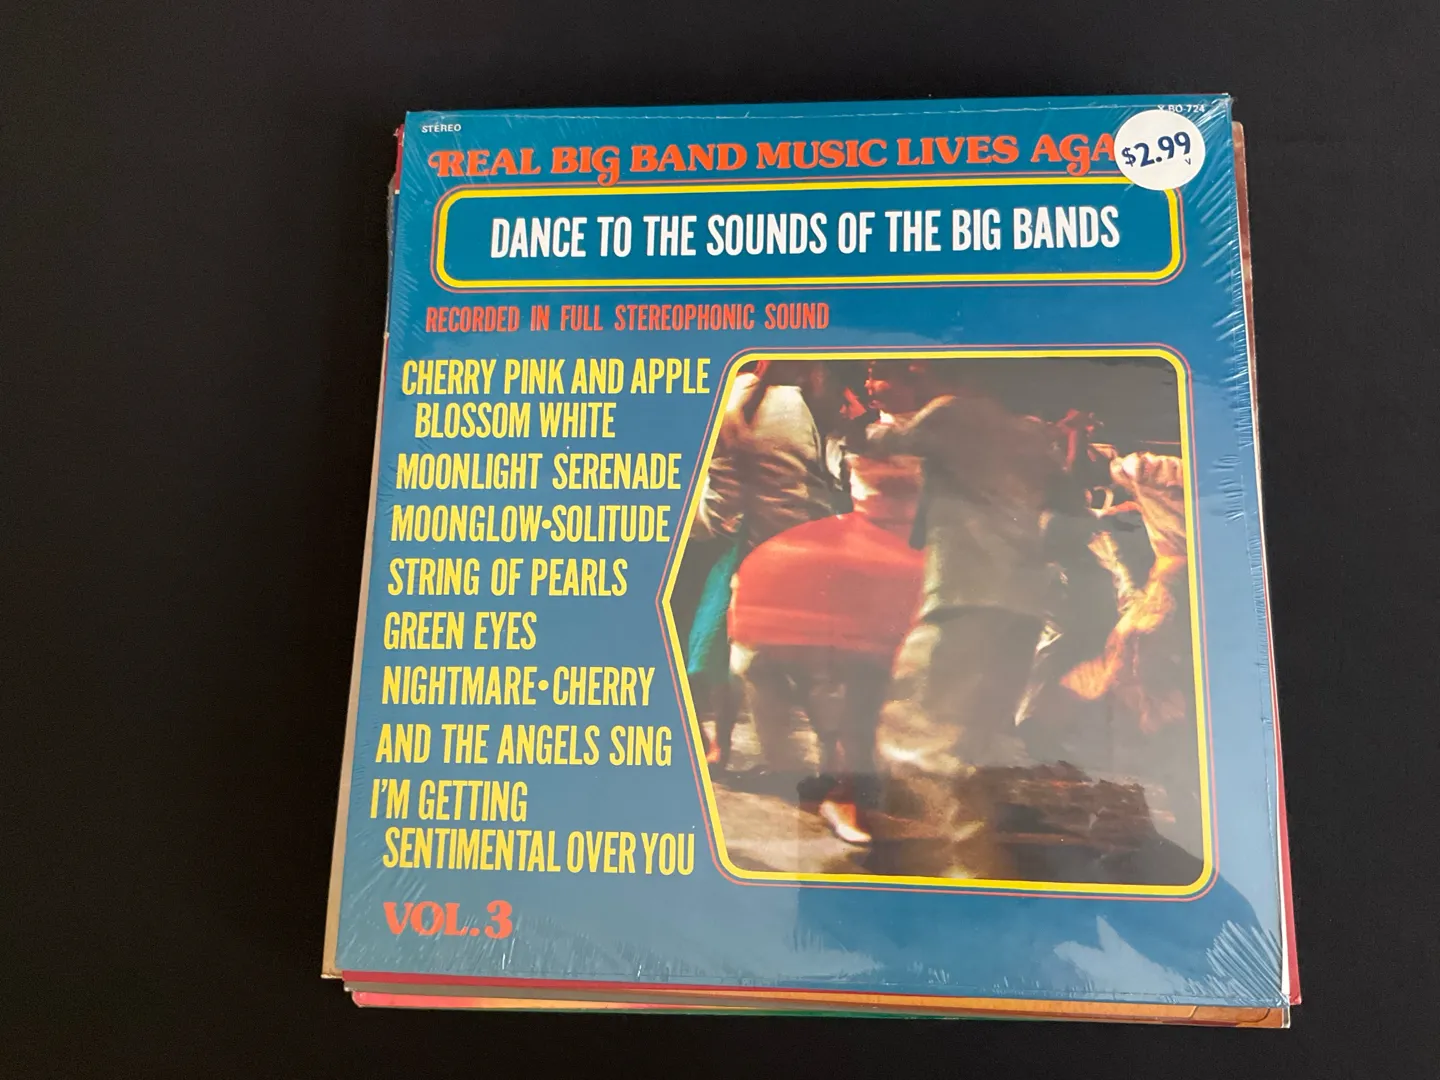 STEREO
X BO-724
REAL BIG BAND MUSIC LIVES AGA
$2.99
V
DANCE TO THE SOUNDS OF THE BIG BANDS
RECORDED IN FULL STEREOPHONIC SOUND
CHERRY PINK AND APPLE
BLOSSOM WHITE
MOONLIGHT SERENADE
MOONGLOW•SOLITUDE
STRING OF PEARLS
GREEN EYES
NIGHTMARE•CHERRY
AND THE ANGELS SING
I'M GETTING
SENTIMENTAL OVER YOU
VOL.3